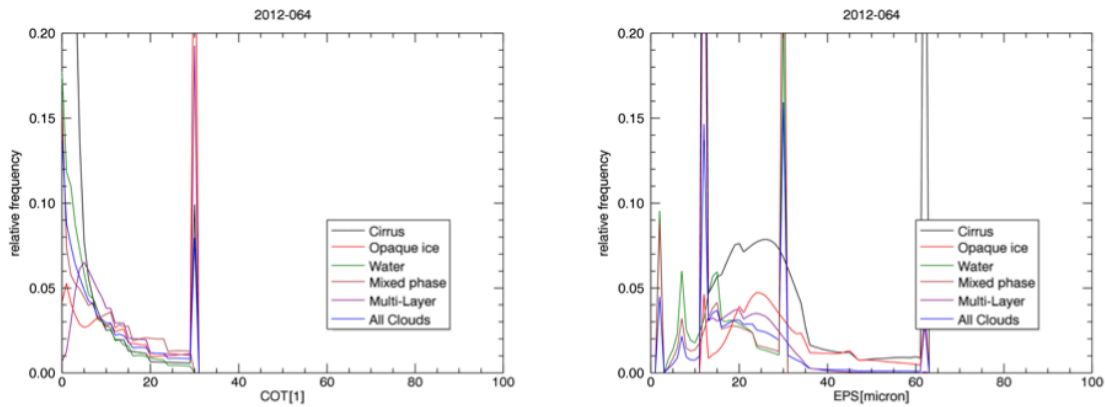 2012-064
0.20
0.15
0.10
0.05
0.00
relative frequency
0 20 40 60 80 100
COT[1]
Cirrus
Opaque ice
Water
Mixed phase
Multi-Layer
All Clouds
2012-064
0.20
0.15
0.10
0.05
0.00
relative frequency
0 20 40 60 80 100
EPS[micron]
Cirrus
Opaque ice
Water
Mixed phase
Multi-Layer
All Clouds